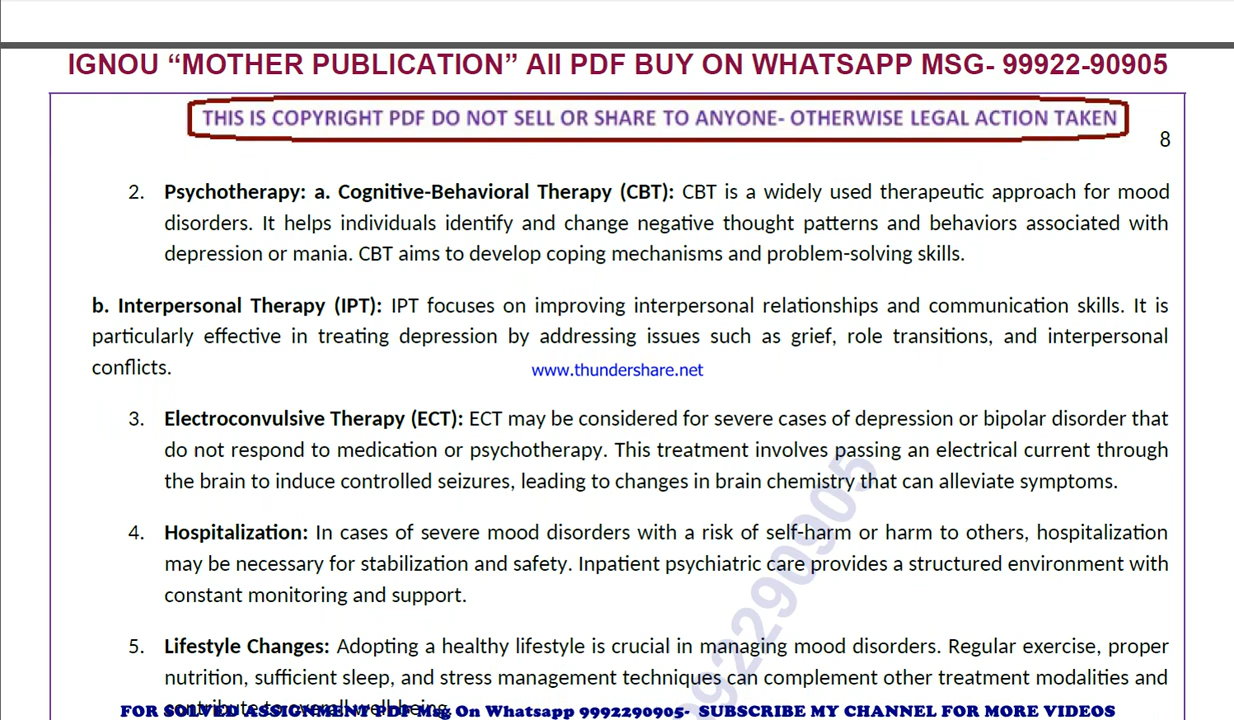 IGNOU “MOTHER PUBLICATION” All PDF BUY ON WHATSAPP MSG- 99922-90905
THIS IS COPYRIGHT PDF DO NOT SELL OR SHARE TO ANYONE- OTHERWISE LEGAL ACTION TAKEN
8
2. Psychotherapy: a. Cognitive-Behavioral Therapy (CBT): CBT is a widely used therapeutic approach for mood
disorders. It helps individuals identify and change negative thought patterns and behaviors associated with
depression or mania. CBT aims to develop coping mechanisms and problem-solving skills.
b. Interpersonal Therapy (IPT): IPT focuses on improving interpersonal relationships and communication skills. It is
particularly effective in treating depression by addressing issues such as grief, role transitions, and interpersonal
conflicts.
www.thundershare.net
3. Electroconvulsive Therapy (ECT): ECT may be considered for severe cases of depression or bipolar disorder that
do not respond to medication or psychotherapy. This treatment involves passing an electrical current through
the brain to induce controlled seizures, leading to changes in brain chemistry that can alleviate symptoms.
4. Hospitalization: In cases of severe mood disorders with a risk of self-harm or harm to others, hospitalization
may be necessary for stabilization and safety. Inpatient psychiatric care provides a structured environment with
constant monitoring and support.
5. Lifestyle Changes: Adopting a healthy lifestyle is crucial in managing mood disorders. Regular exercise, proper
nutrition, sufficient sleep, and stress management techniques can complement other treatment modalities and
contribute to overall well-being.
FOR SOLVED ASSIGNMENT PDF Msg On Whatsapp 9992290905- SUBSCRIBE MY CHANNEL FOR MORE VIDEOS